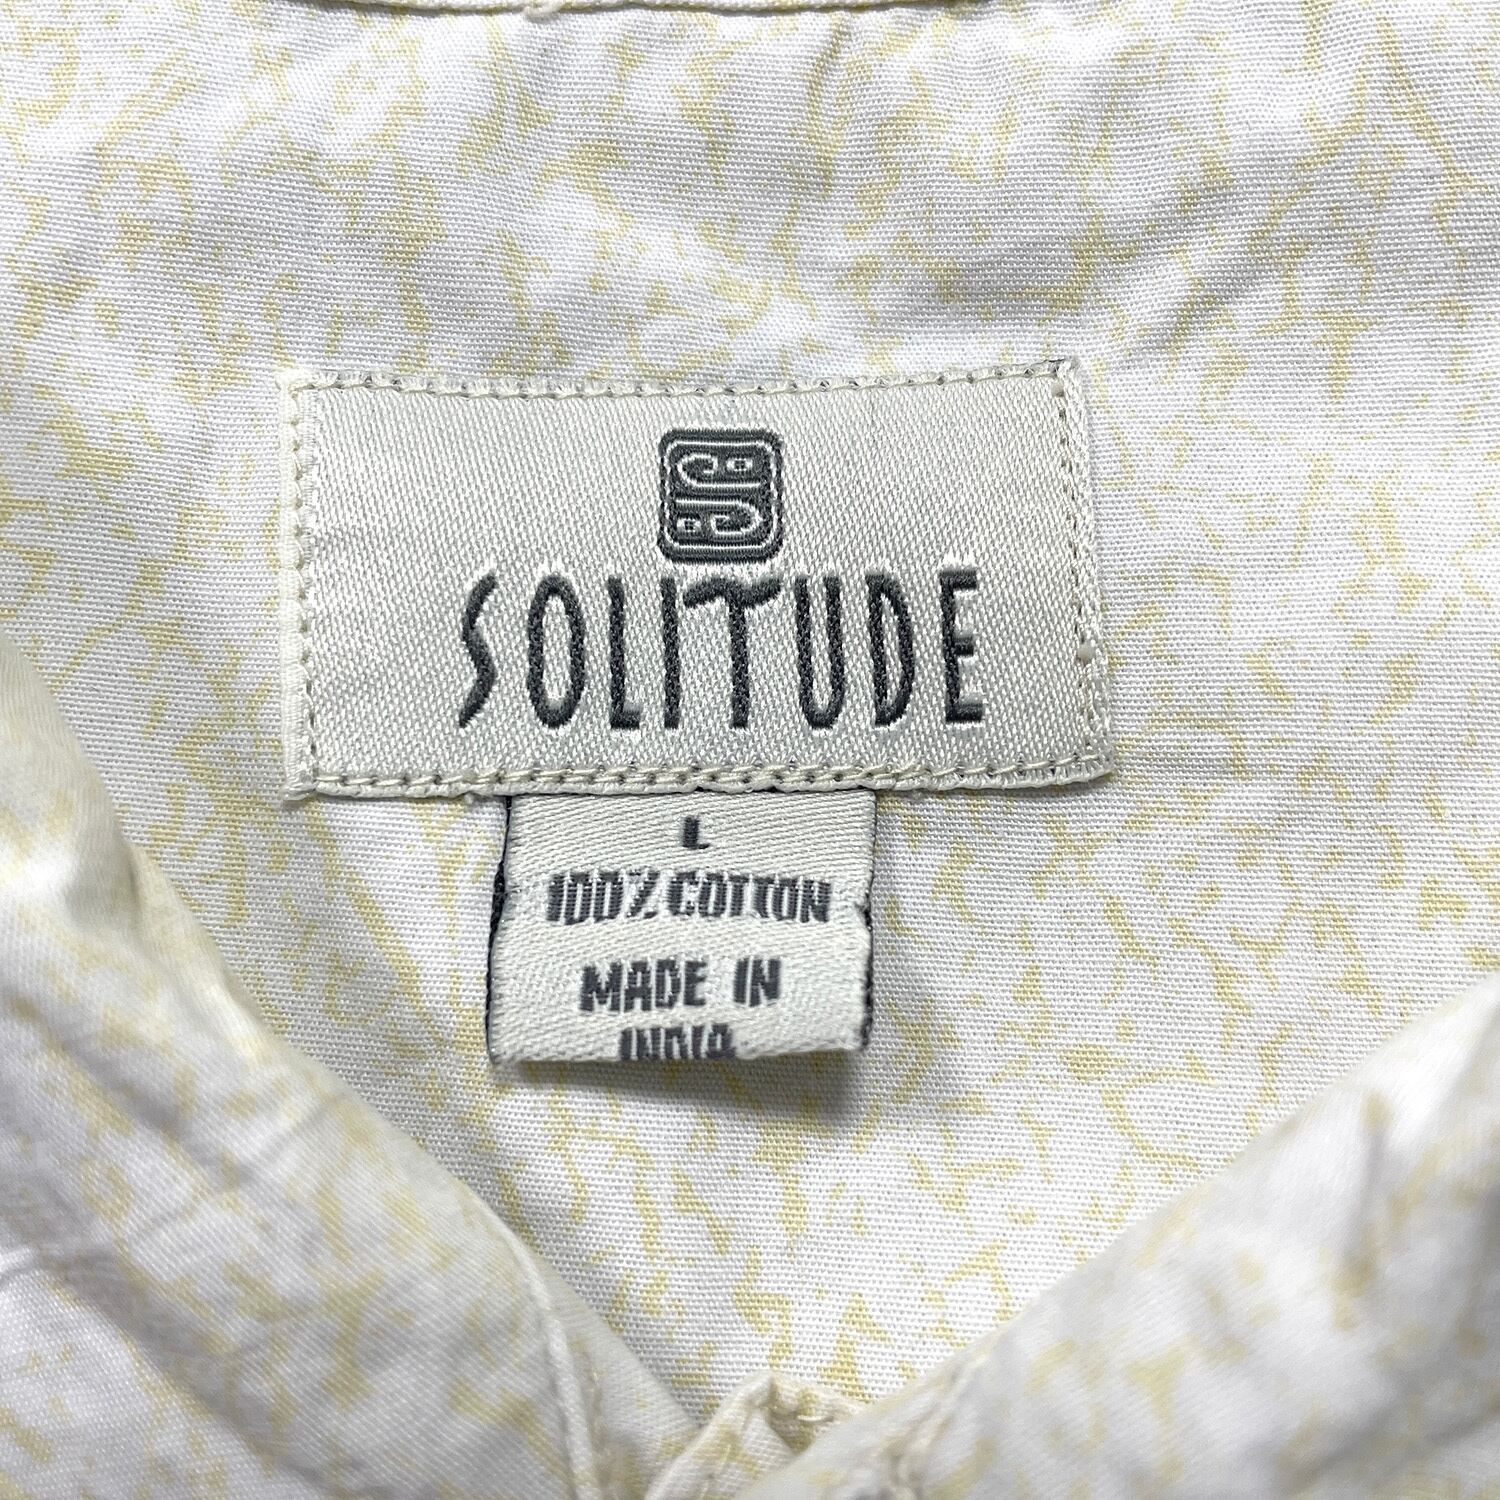 SOLITUDE
L
100% COTTON
MADE IN
INDIA